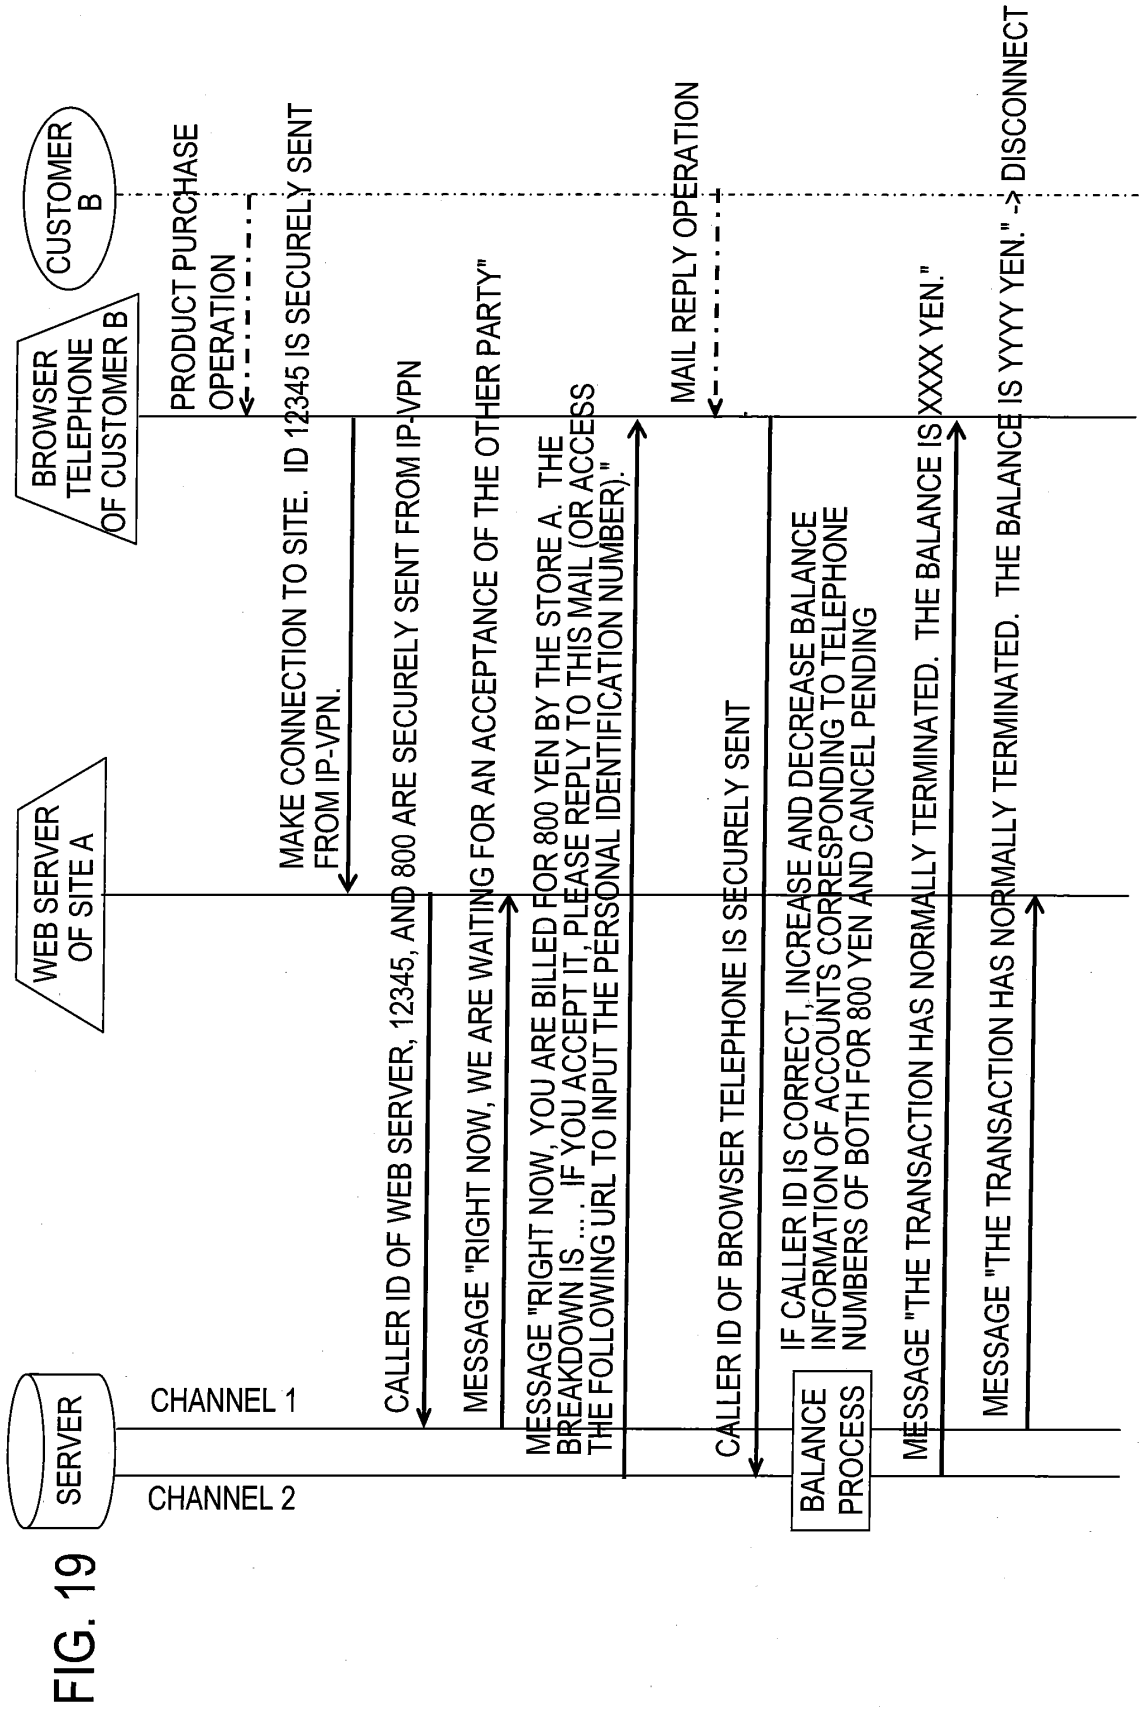 FIG. 19
SERVER
WEB SERVER
OF SITE A
BROWSER
TELEPHONE
OF CUSTOMER B
CUSTOMER
B
CHANNEL 1
CHANNEL 2
PRODUCT PURCHASE
OPERATION
MAKE CONNECTION TO SITE. ID 12345 IS SECURELY SENT
FROM IP-VPN.
CALLER ID OF WEB SERVER, 12345, AND 800 ARE SECURELY SENT FROM IP-VPN
MESSAGE "RIGHT NOW, WE ARE WAITING FOR AN ACCEPTANCE OF THE OTHER PARTY"
MESSAGE "RIGHT NOW, YOU ARE BILLED FOR 800 YEN BY THE STORE A. THE
BREAKDOWN IS .... IF YOU ACCEPT IT, PLEASE REPLY TO THIS MAIL (OR ACCESS
THE FOLLOWING URL TO INPUT THE PERSONAL IDENTIFICATION NUMBER)."
MAIL REPLY OPERATION
CALLER ID OF BROWSER TELEPHONE IS SECURELY SENT
BALANCE
PROCESS
IF CALLER ID IS CORRECT, INCREASE AND DECREASE BALANCE
INFORMATION OF ACCOUNTS CORRESPONDING TO TELEPHONE
NUMBERS OF BOTH FOR 800 YEN AND CANCEL PENDING
MESSAGE "THE TRANSACTION HAS NORMALLY TERMINATED. THE BALANCE IS XXXX YEN."
MESSAGE "THE TRANSACTION HAS NORMALLY TERMINATED. THE BALANCE IS YYYY YEN." -> DISCONNECT